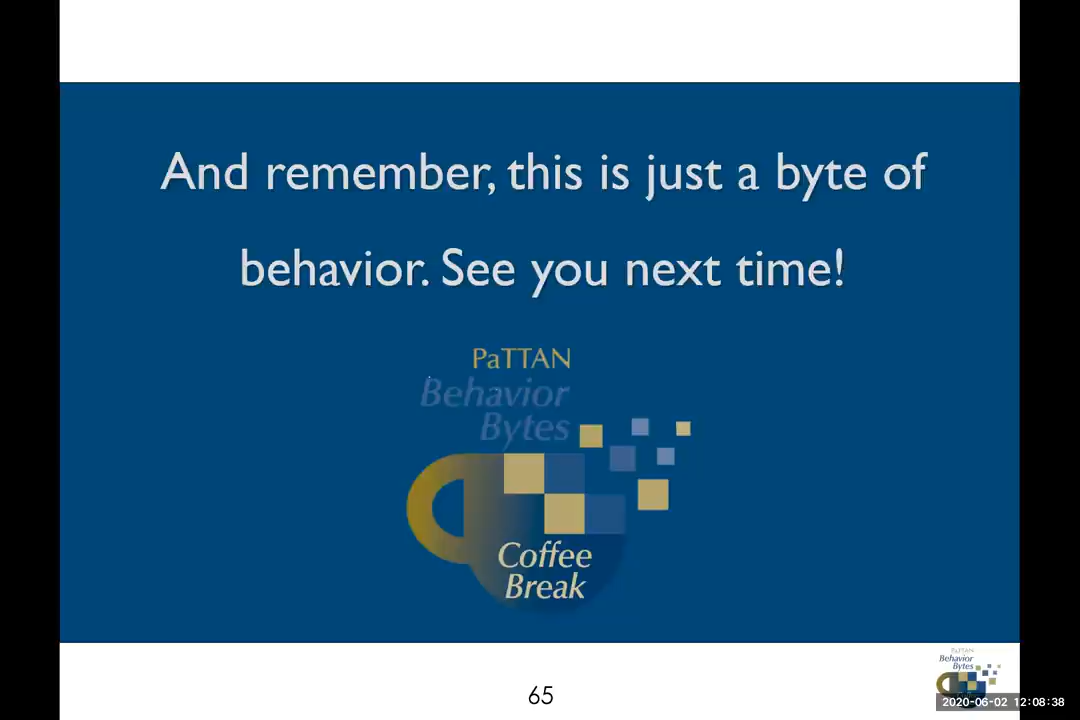 And remember, this is just a byte of
behavior. See you next time!
PaTTAN
Behavior
Bytes
Coffee
Break
65
PaTTAN
Behavior
Bytes
2020-06-02 12:08:38